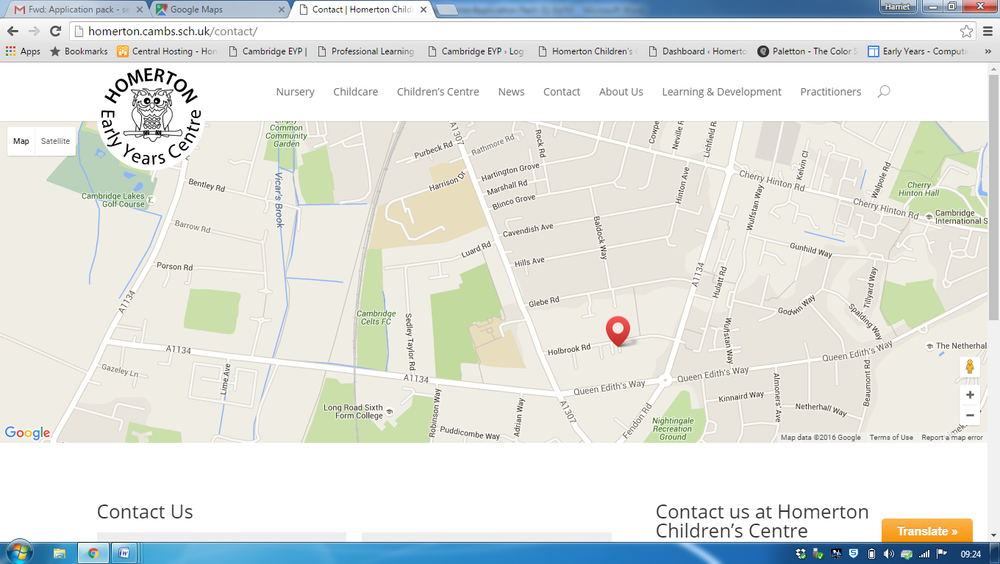 Fwd: Application pack - se
Google Maps
Contact | Homerton Child
Harriet
homerton.cambs.sch.uk/contact/
Apps
Bookmarks
Central Hosting - Hom
Cambridge EYP |
Professional Learning
Cambridge EYP › Log
Homerton Children's
Dashboard ‹ Homerto
Paletton - The Color S
Early Years - Computi
»
HOMERTON
Early Years Centre
Nursery
Childcare
Children's Centre
News
Contact
About Us
Learning & Development
Practitioners
Map
Satellite
Common
Community
Garden
A1307
Rathmore Rd
Purbeck Rd
Rock Rd
Neville R
Lichfield R
Kelvin Cl
Walpole Rd
Harrison Dr
Hartington Grove
Marshall Rd
Blinco Grove
Hinton Ave
Cherry Hinton Rd
Cherry
Hinton Hall
Cherry Hinton Rd
Bentley Rd
Vicar's Brook
Cambridge Lakes
Golf Course
Wulfstan Way
Cambridge
International S
Barrow Rd
Cavendish Ave
Baldock Way
Luard Rd
Gunhild Way
Hills Ave
Porson Rd
A1134
A1134
Hulatt Rd
Tillyard Way
Glebe Rd
Godwin Way
Spalding Way
Cambridge
Celts FC
Sedley Taylor Rd
Wulfstan Way
Holbrook Rd
A1134
The Netherhal
Queen Edith's Way
Gazeley Ln
Lime Ave
A1134
Queen Edith's Way
Queen Edith's Way
Beaumont Rd
Almoners' Ave
Kinnaird Way
Netherhall Way
Long Road Sixth
Form College
Robinson Way
Adrian Way
A1307
Fendon Rd
Puddicombe Way
Nightingale
Recreation
Ground
Google
Map data ©2016 Google
Terms of Use
Report a map error
Contact Us
Contact us at Homerton
Children's Centre
Translate »
09:24